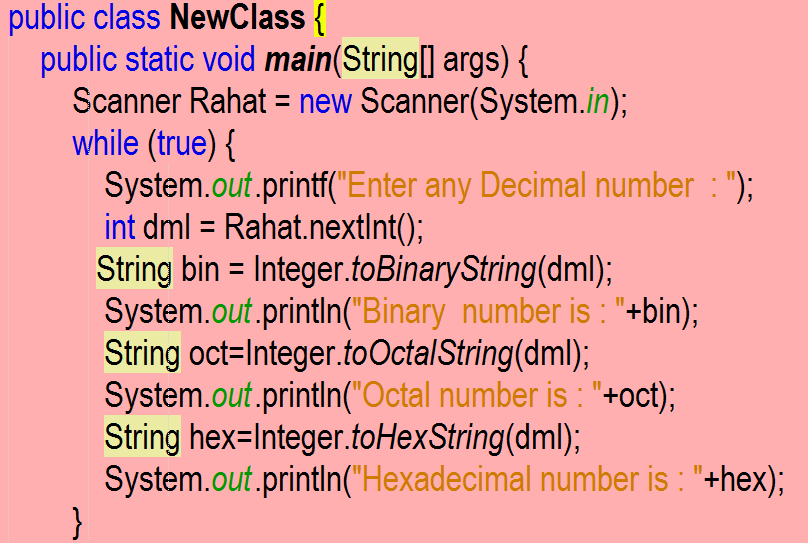 public class NewClass {
public static void main(String[] args) {
Scanner Rahat = new Scanner(System.in);
while (true) {
System.out.printf("Enter any Decimal number  : ");
int dml = Rahat.nextInt();
String bin = Integer.toBinaryString(dml);
System.out.println("Binary  number is : "+bin);
String oct=Integer.toOctalString(dml);
System.out.println("Octal number is : "+oct);
String hex=Integer.toHexString(dml);
System.out.println("Hexadecimal number is : "+hex);
}